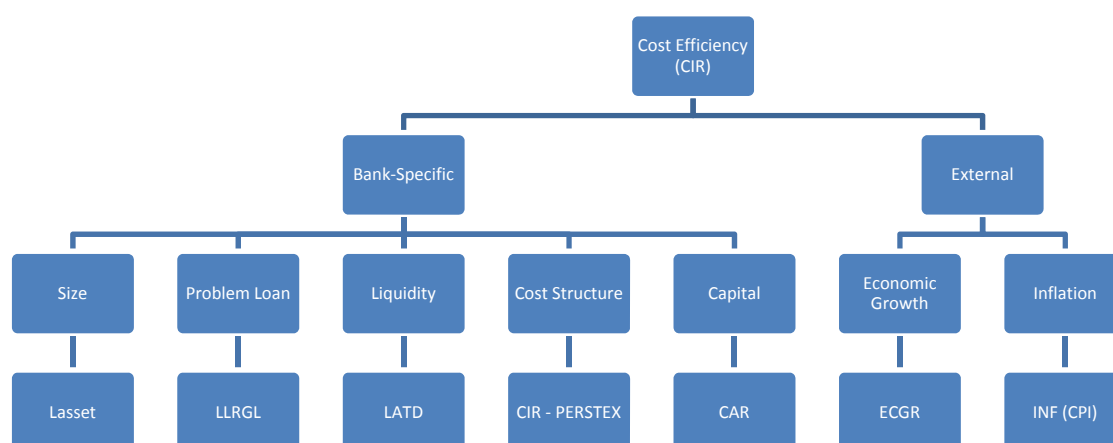 Cost Efficiency
(CIR)
Bank-Specific
External
Size
Problem Loan
Liquidity
Cost Structure
Capital
Economic
Growth
Inflation
Lasset
LLRGL
LATD
CIR - PERSTEX
CAR
ECGR
INF (CPI)